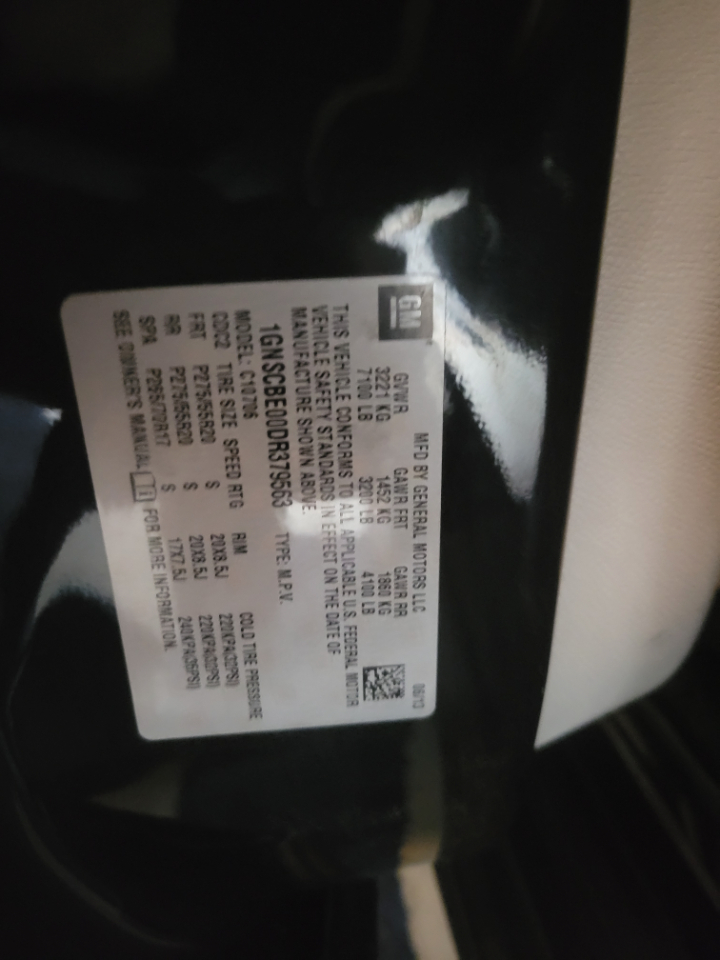 GM
MFD BY GENERAL MOTORS LLC 06/13
GVWR GAWR FRT GAWR RR
3221 KG 1452 KG 1860 KG
7100 LB 3200 LB 4100 LB
THIS VEHICLE CONFORMS TO ALL APPLICABLE U.S. FEDERAL MOTOR
VEHICLE SAFETY STANDARDS IN EFFECT ON THE DATE OF
MANUFACTURE SHOWN ABOVE.
1GNSCBE00DR379563 TYPE: M.P.V.
MODEL: C10706
TIRE SIZE SPEED RTG RIM COLD TIRE PRESSURE
FRT P275/55R20 S 20X8.5J 220KPA(32PSI)
RR P275/55R20 S 20X8.5J 220KPA(32PSI)
SPA P265/70R17 S 17X7.5J 240KPA(35PSI)
SEE OWNER'S MANUAL FOR MORE INFORMATION.